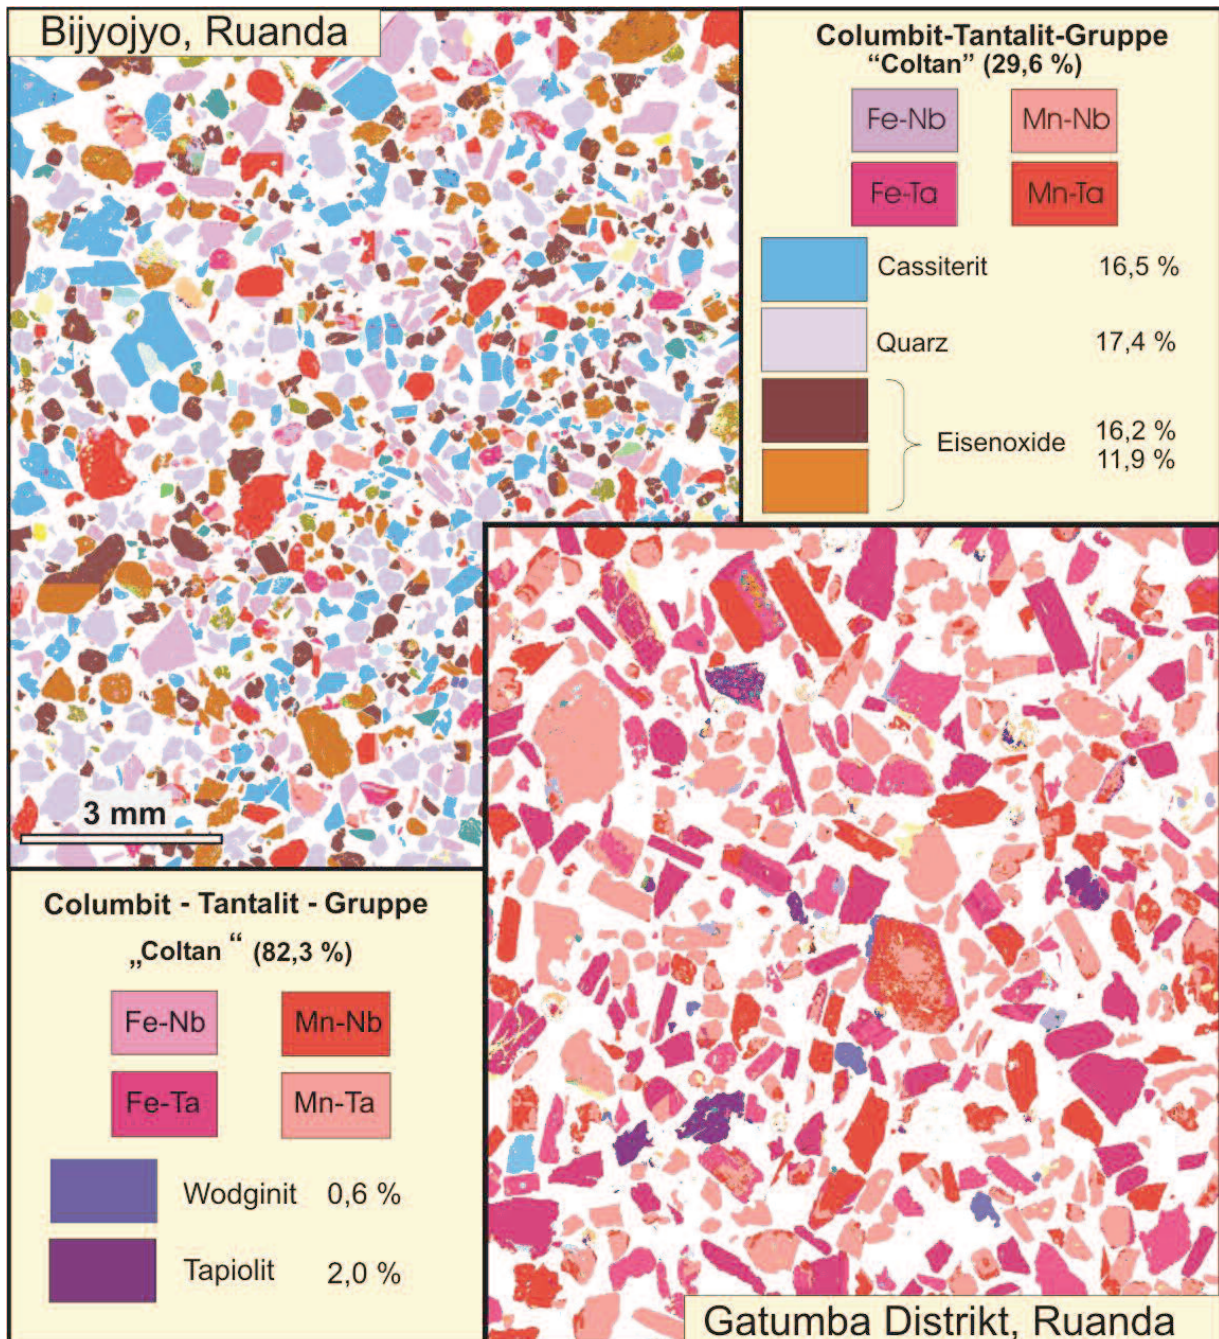 Bijyojyo, Ruanda
Columbit-Tantalit-Gruppe
“Coltan” (29,6 %)
Fe-Nb Mn-Nb
Fe-Ta Mn-Ta
Cassiterit 16,5 %
Quarz 17,4 %
Eisenoxide 16,2 %
11,9 %
3 mm
Columbit - Tantalit - Gruppe
„Coltan “ (82,3 %)
Fe-Nb Mn-Nb
Fe-Ta Mn-Ta
Wodginit 0,6 %
Tapiolit 2,0 %
Gatumba Distrikt, Ruanda